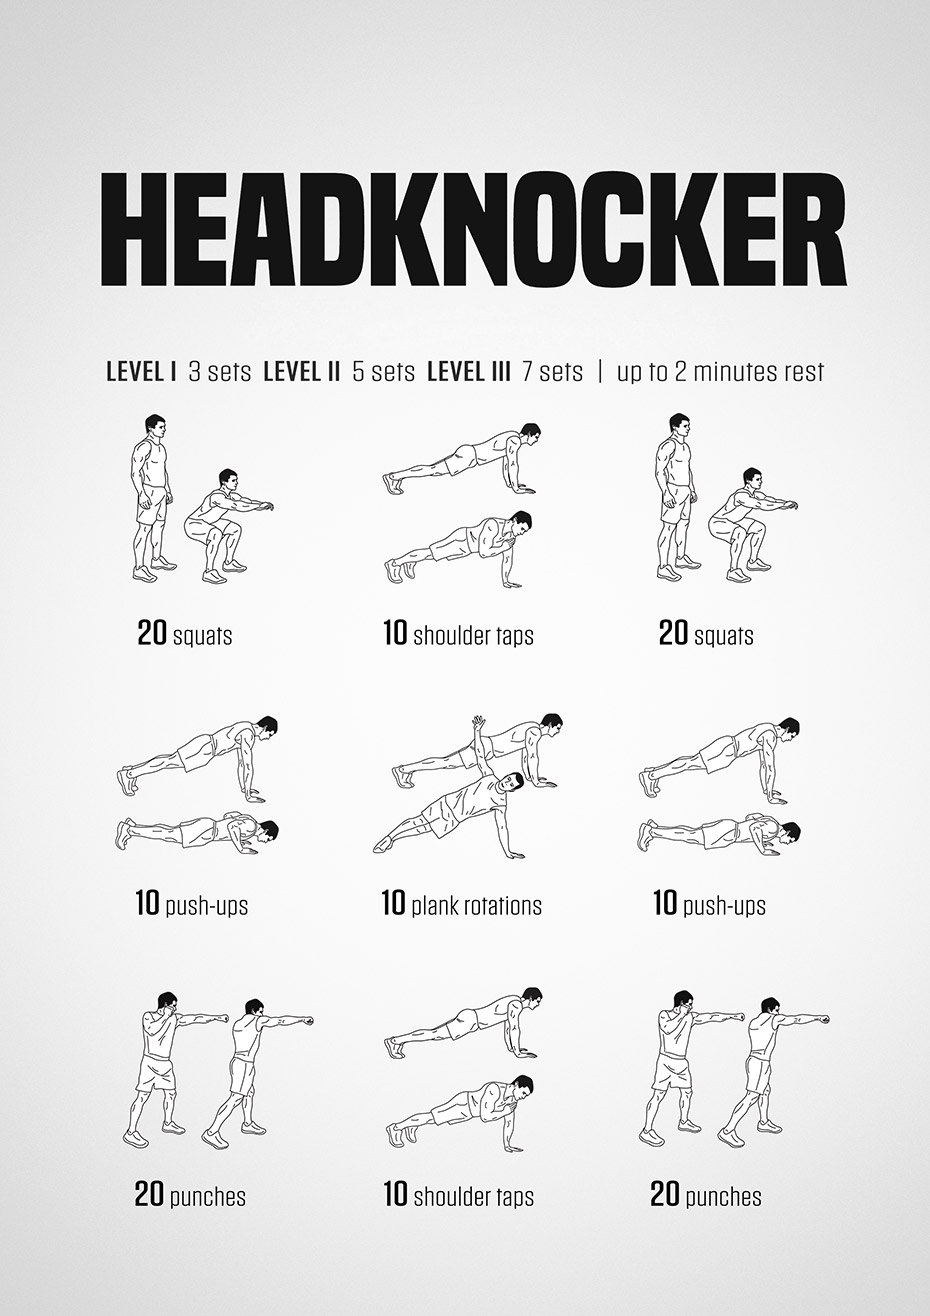 HEADKNOCKER
LEVEL I 3 sets LEVEL II 5 sets LEVEL III 7 sets | up to 2 minutes rest
20 squats
10 shoulder taps
20 squats
10 push-ups
10 plank rotations
10 push-ups
20 punches
10 shoulder taps
20 punches